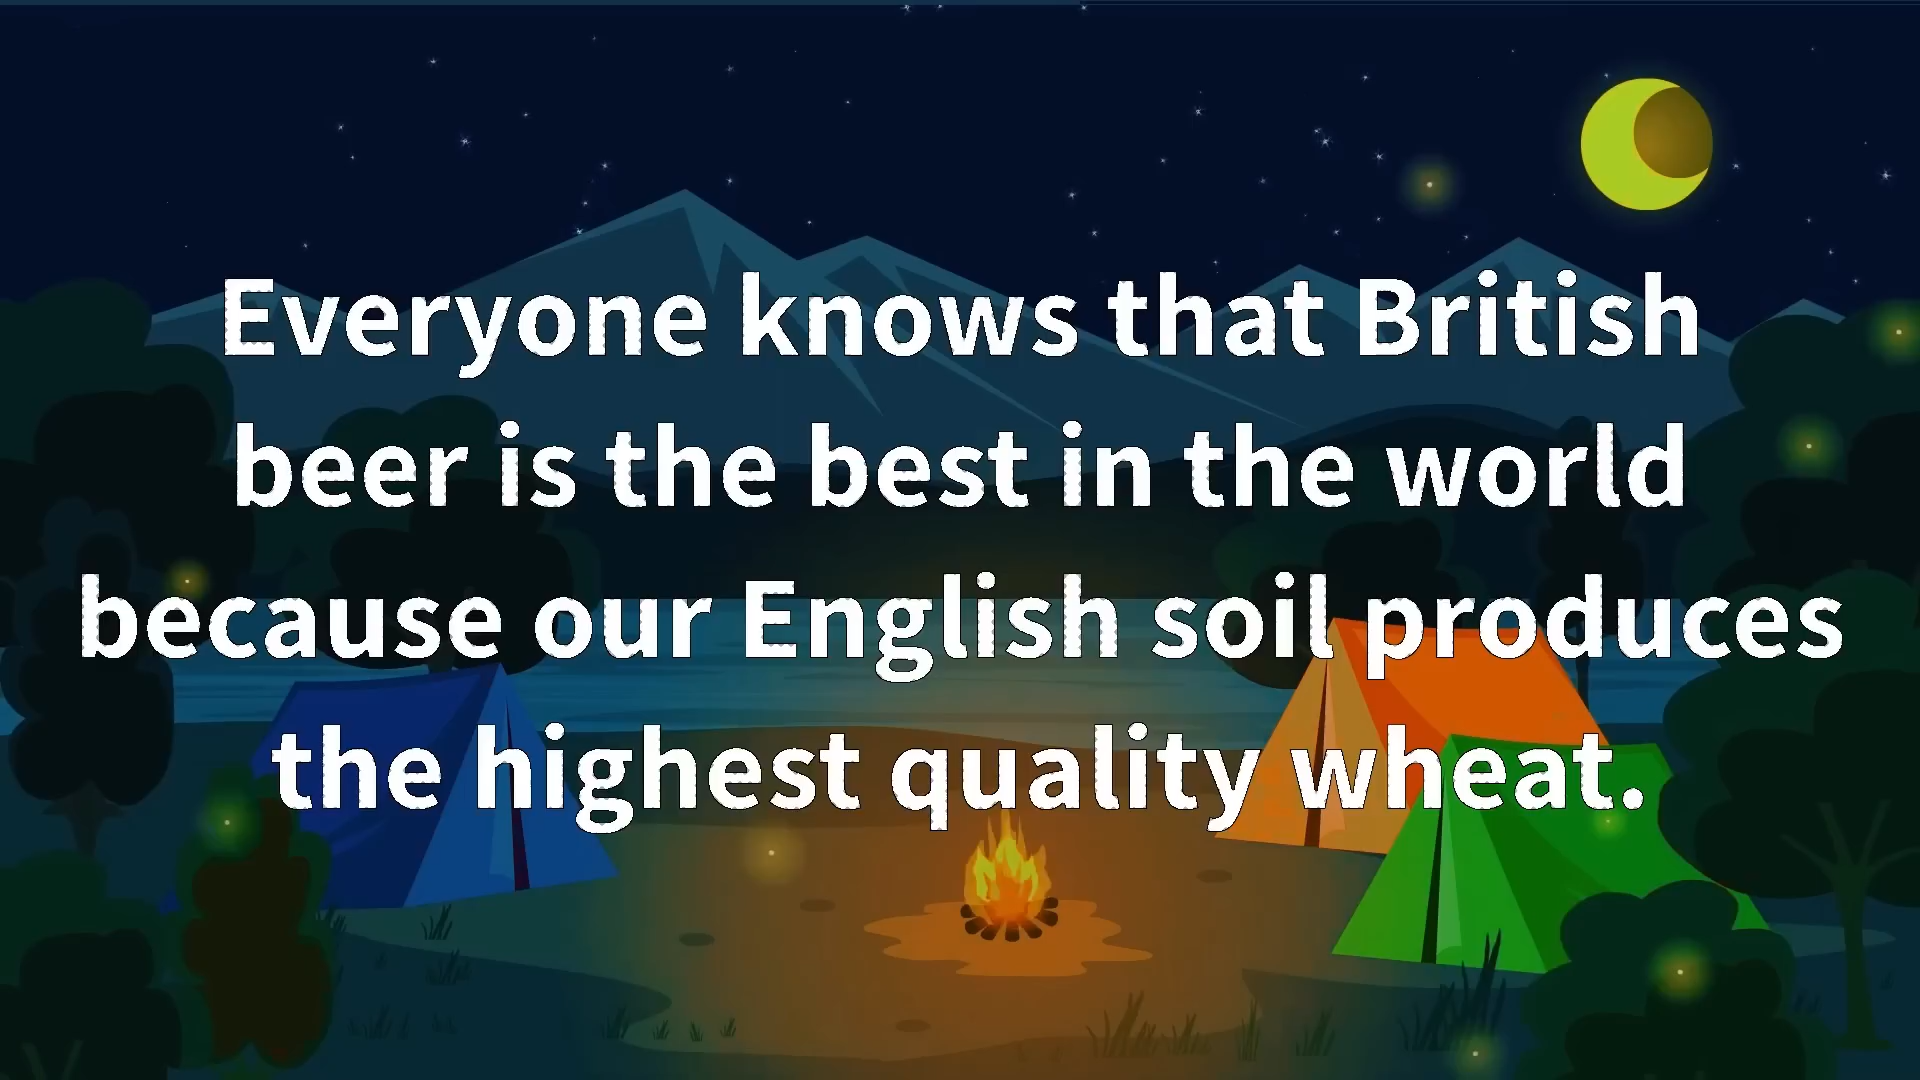 Everyone knows that British
beer is the best in the world
because our English soil produces
the highest quality wheat.